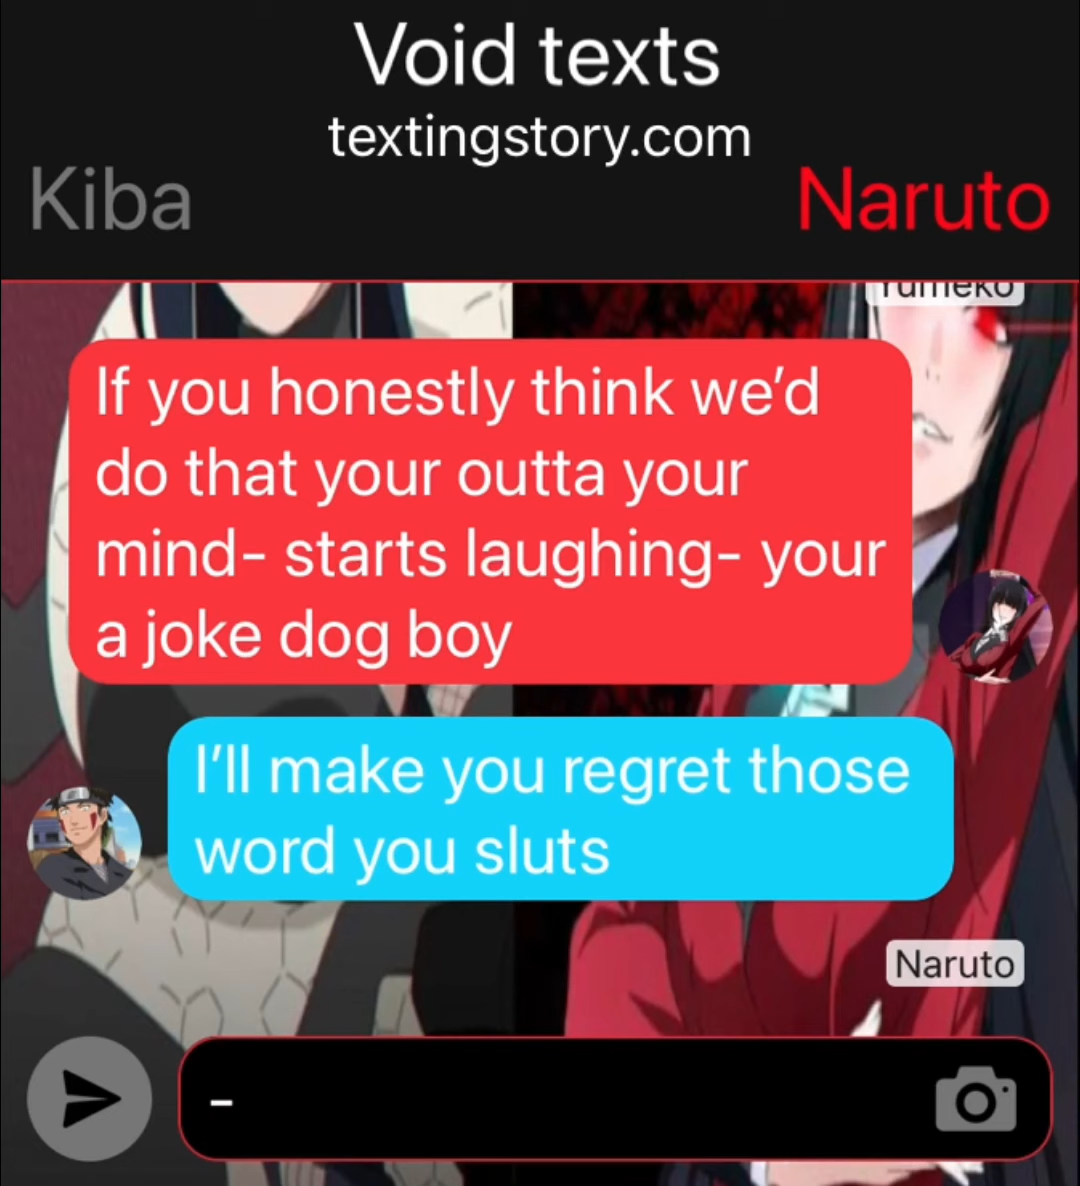 Void texts
textingstory.com
Kiba
Naruto
Yumeko
If you honestly think we’d
do that your outta your
mind- starts laughing- your
a joke dog boy
I’ll make you regret those
word you sluts
Naruto
-